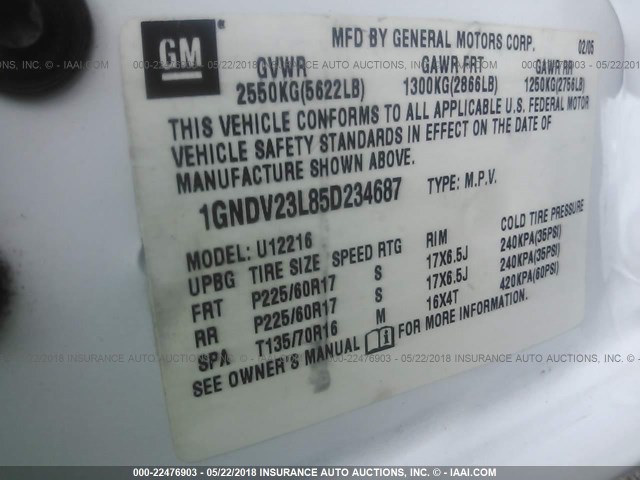 GM
MFD BY GENERAL MOTORS CORP. 02/05
GVWR GAWR FRT GAWR RR
2550KG(5622LB) 1300KG(2866LB) 1250KG(2756LB)
THIS VEHICLE CONFORMS TO ALL APPLICABLE U.S. FEDERAL MOTOR
VEHICLE SAFETY STANDARDS IN EFFECT ON THE DATE OF
MANUFACTURE SHOWN ABOVE.
1GNDV23L85D234687 TYPE: M.P.V.
MODEL: U12216
UPBG TIRE SIZE SPEED RTG RIM COLD TIRE PRESSURE
FRT P225/60R17 S 17X6.5J 240KPA(35PSI)
RR P225/60R17 S 17X6.5J 240KPA(35PSI)
SPA T135/70R16 M 16X4T 420KPA(60PSI)
SEE OWNER'S MANUAL FOR MORE INFORMATION.
000-22476903 - 05/22/2018 INSURANCE AUTO AUCTIONS, INC. - © IAAI.COM